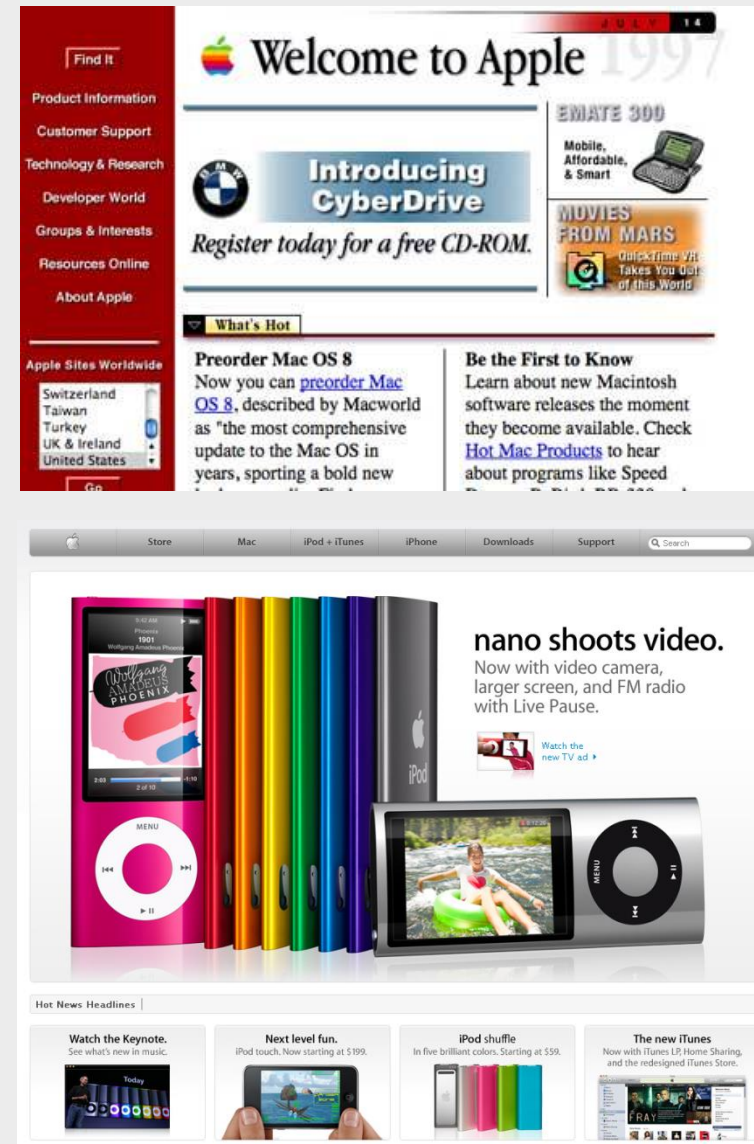 JULY 14
1997
Welcome to Apple
Find It
Product Information
Customer Support
Technology & Research
Developer World
Groups & Interests
Resources Online
About Apple
Apple Sites Worldwide
Switzerland
Taiwan
Turkey
UK & Ireland
United States
Go
BMW
Introducing
CyberDrive
Register today for a free CD-ROM.
EMATE 300
Mobile,
Affordable,
& Smart
MOVIES
FROM MARS
QuickTime VR
Takes You Out
of this World
What's Hot
Preorder Mac OS 8
Now you can preorder Mac
OS 8, described by Macworld
as "the most comprehensive
update to the Mac OS in
years, sporting a bold new
Be the First to Know
Learn about new Macintosh
software releases the moment
they become available. Check
Hot Mac Products to hear
about programs like Speed
Store Mac iPod + iTunes iPhone Downloads Support Search
9:42 AM
Phoenix
1901
Wolfgang Amadeus Phoenix
Wolfgang
AMADEUS
PHOENIX
2:03 -1:10
2 of 10
MENU
iPod
MENU
nano shoots video.
Now with video camera,
larger screen, and FM radio
with Live Pause.
Watch the
new TV ad
Hot News Headlines
Watch the Keynote.
See what's new in music.
Today
Next level fun.
iPod touch. Now starting at $199.
iPod shuffle
In five brilliant colors. Starting at $59.
The new iTunes
Now with iTunes LP, Home Sharing,
and the redesigned iTunes Store.
FRAY